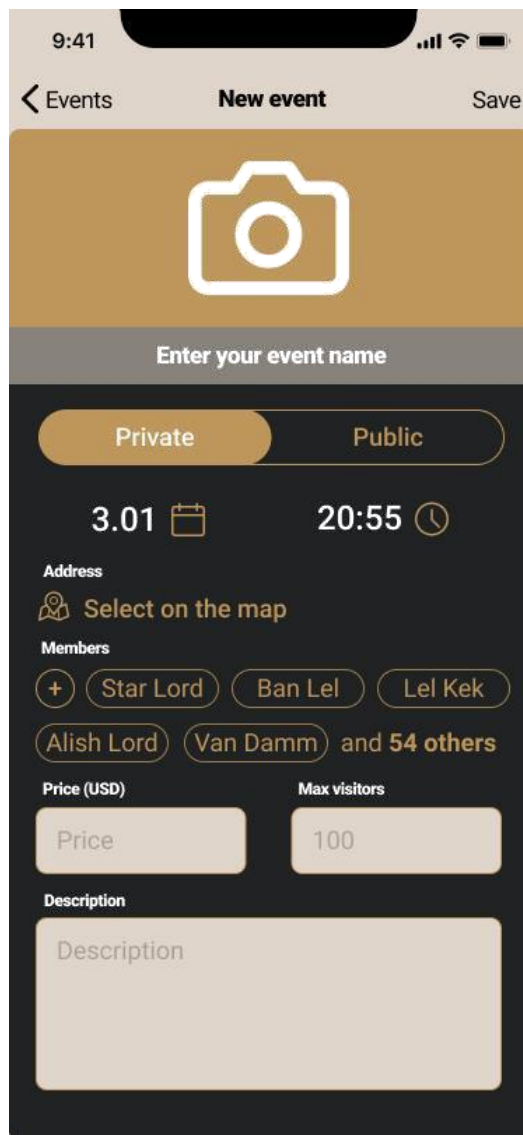 9:41
Events New event Save
Enter your event name
Private Public
3.01 20:55
Address
Select on the map
Members
+ Star Lord Ban Lel Lel Kek
Alish Lord Van Damm and 54 others
Price (USD) Max visitors
Price 100
Description
Description